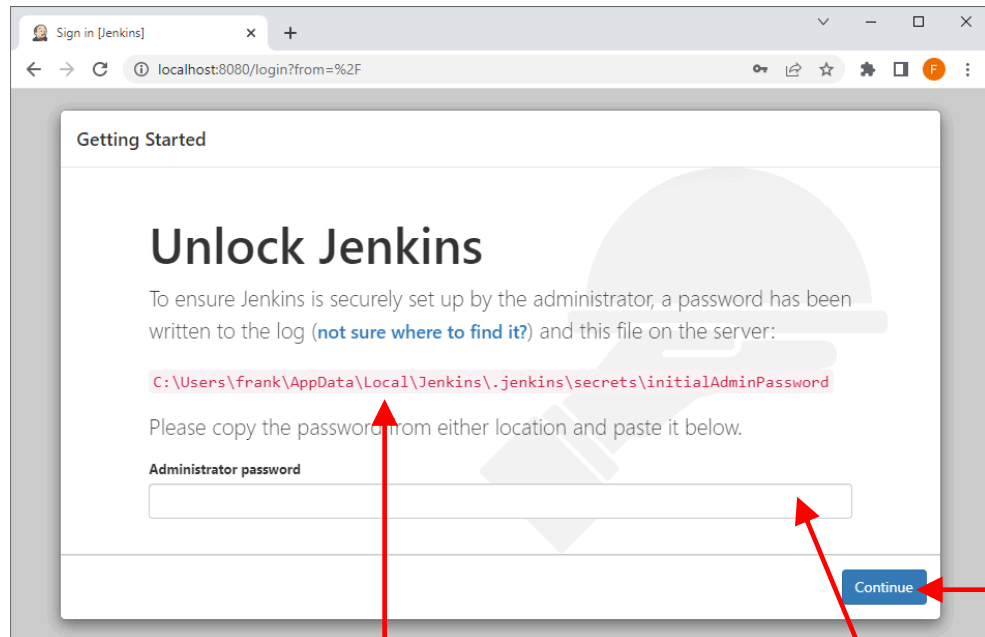 Sign in [Jenkins]
localhost:8080/login?from=%2F
F
Getting Started
Unlock Jenkins
To ensure Jenkins is securely set up by the administrator, a password has been
written to the log (not sure where to find it?) and this file on the server:
C:\Users\frank\AppData\Local\Jenkins\.jenkins\secrets\initialAdminPassword
Please copy the password from either location and paste it below.
Administrator password
Continue